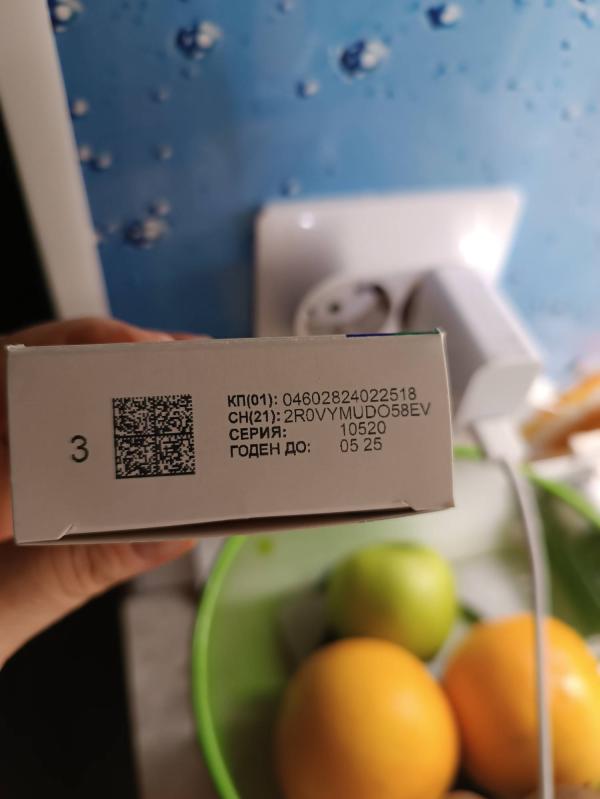 3
КП(01): 04602824022518
СН(21): 2R0VYMUDO58EV
СЕРИЯ: 10520
ГОДЕН ДО: 05 25